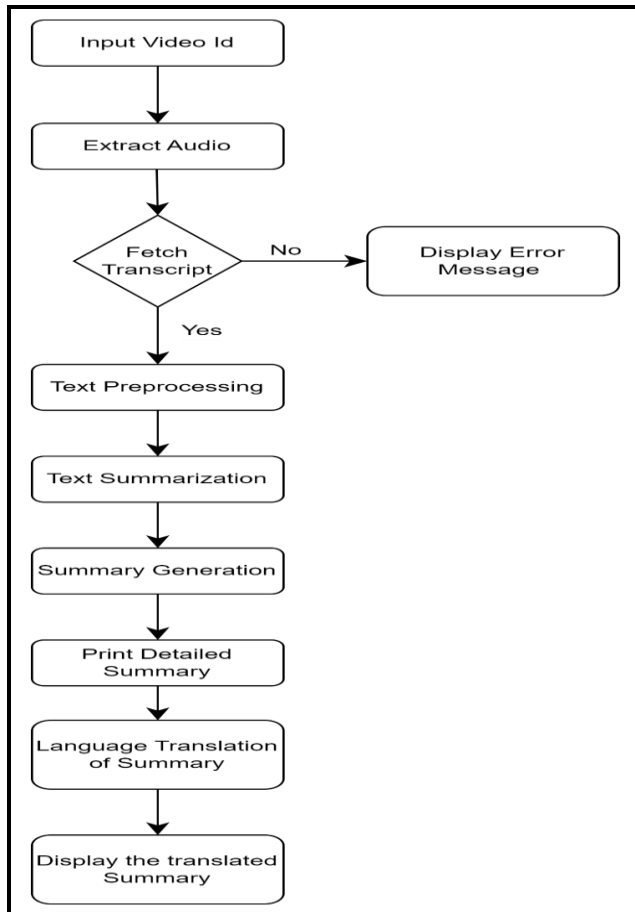 Input Video Id
Extract Audio
Fetch
Transcript
No
Display Error
Message
Yes
Text Preprocessing
Text Summarization
Summary Generation
Print Detailed
Summary
Language Translation
of Summary
Display the translated
Summary